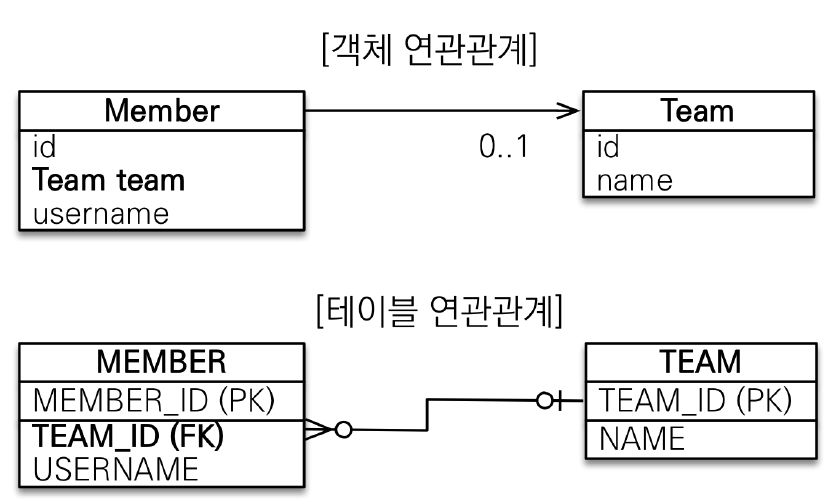 [객체 연관관계]
Member
id
Team team
username
0..1
Team
id
name
[테이블 연관관계]
MEMBER
MEMBER_ID (PK)
TEAM_ID (FK)
USERNAME
TEAM
TEAM_ID (PK)
NAME